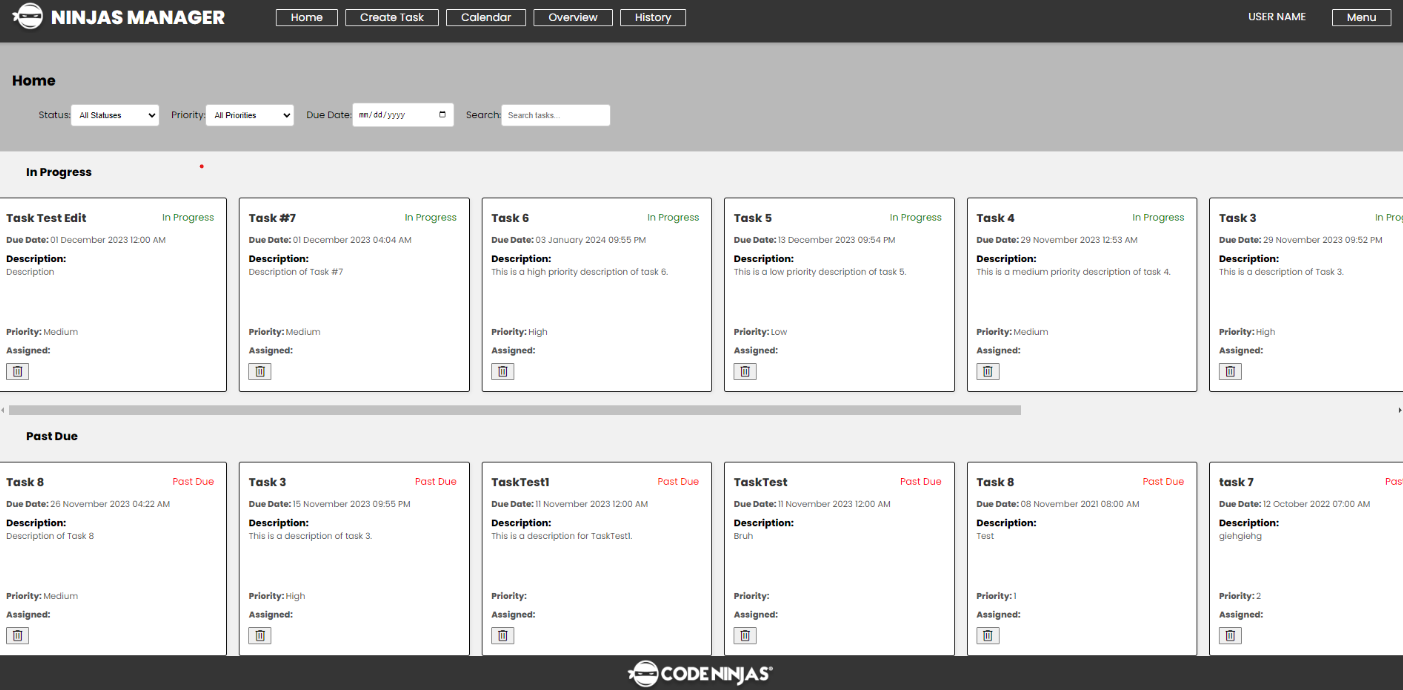 NINJAS MANAGER Home Create Task Calendar Overview History USER NAME Menu
Home
Status: All Statuses Priority: All Priorities Due Date: mm/dd/yyyy Search: Search tasks...
In Progress
Task Test Edit In Progress
Due Date: 01 December 2023 12:00 AM
Description:
Description
Priority: Medium
Assigned:
Task #7 In Progress
Due Date: 01 December 2023 04:04 AM
Description:
Description of Task #7
Priority: Medium
Assigned:
Task 6 In Progress
Due Date: 03 January 2024 09:55 PM
Description:
This is a high priority description of task 6.
Priority: High
Assigned:
Task 5 In Progress
Due Date: 13 December 2023 09:54 PM
Description:
This is a low priority description of task 5.
Priority: Low
Assigned:
Task 4 In Progress
Due Date: 29 November 2023 12:53 AM
Description:
This is a medium priority description of task 4.
Priority: Medium
Assigned:
Task 3 In Prog
Due Date: 29 November 2023 09:52 PM
Description:
This is a description of Task 3.
Priority: High
Assigned:
Past Due
Task 8 Past Due
Due Date: 26 November 2023 04:22 AM
Description:
Description of Task 8
Priority: Medium
Assigned:
Task 3 Past Due
Due Date: 15 November 2023 09:55 PM
Description:
This is a description of task 3.
Priority: High
Assigned:
TaskTest1 Past Due
Due Date: 11 November 2023 12:00 AM
Description:
This is a description for TaskTest1.
Priority:
Assigned:
TaskTest Past Due
Due Date: 11 November 2023 12:00 AM
Description:
Bruh
Priority:
Assigned:
Task 8 Past Due
Due Date: 08 November 2021 08:00 AM
Description:
Test
Priority: 1
Assigned:
task 7 Past
Due Date: 12 October 2022 07:00 AM
Description:
giehgiehg
Priority: 2
Assigned:
CODE NINJAS®